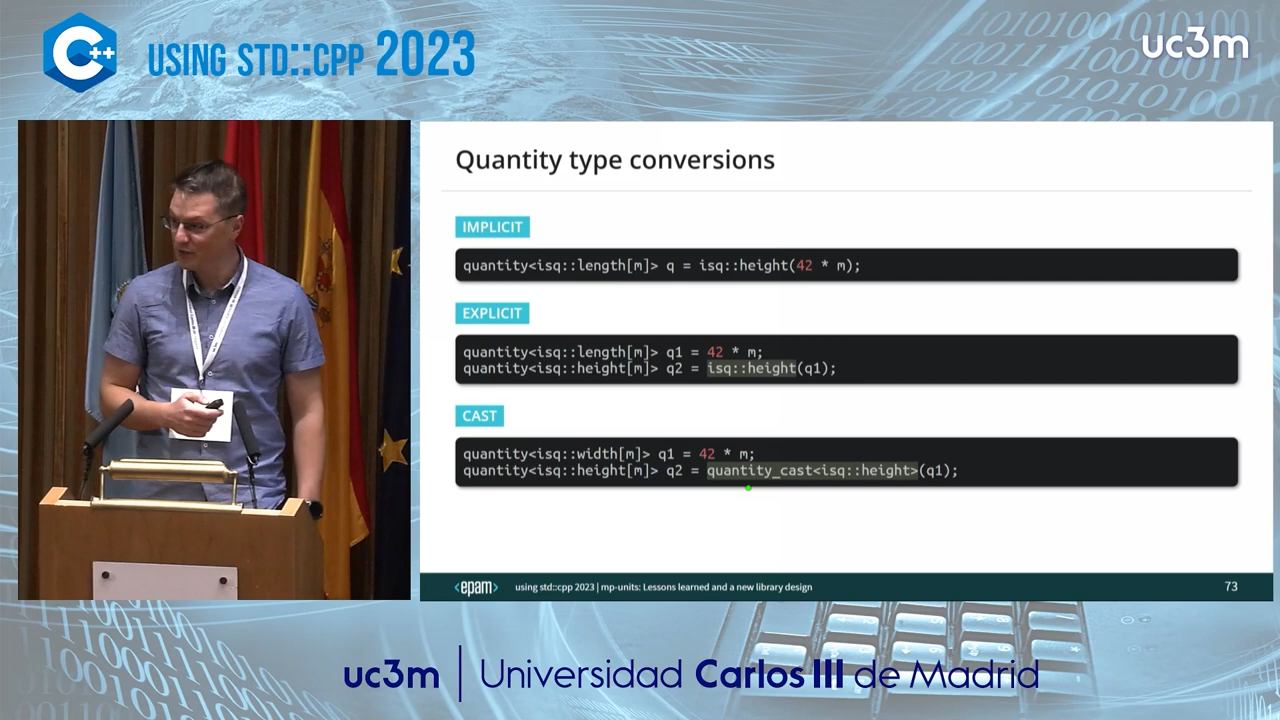 C++
USING STD::CPP 2023
uc3m
Quantity type conversions
IMPLICIT
quantity<isq::length[m]> q = isq::height(42 * m);
EXPLICIT
quantity<isq::length[m]> q1 = 42 * m;
quantity<isq::height[m]> q2 = isq::height(q1);
CAST
quantity<isq::width[m]> q1 = 42 * m;
quantity<isq::height[m]> q2 = quantity_cast<isq::height>(q1);
<epam> using std::cpp 2023 | mp-units: Lessons learned and a new library design 73
uc3m | Universidad Carlos III de Madrid